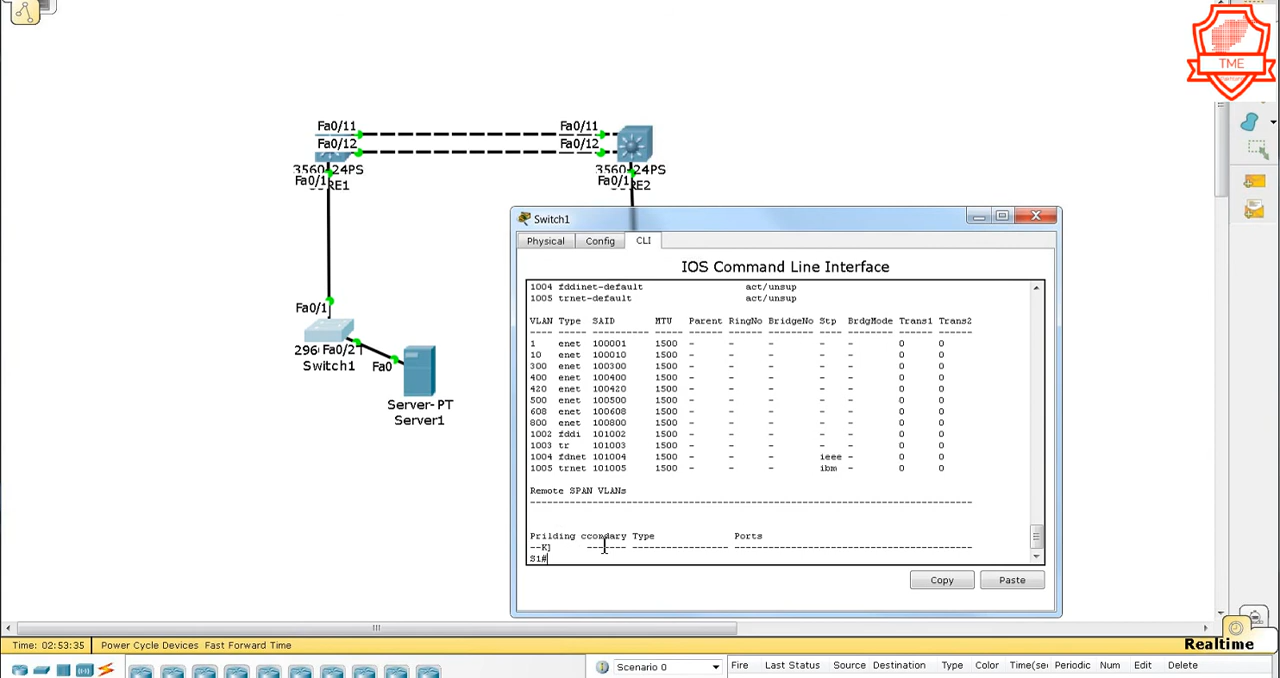 TME
Fa0/11 Fa0/11
Fa0/12 Fa0/12
3560-24PS 3560-24PS
Fa0/1 RE1 Fa0/1 RE2
Fa0/1
Fa0/2
Switch1 Fa0
Server-PT
Server1
Switch1
Physical Config CLI
IOS Command Line Interface
1004 fddinet-default act/unsup
1005 trnet-default act/unsup
VLAN Type SAID MTU Parent RingNo BridgeNo Stp BrdgMode Trans1 Trans2
---- ----- ---------- ----- ------ ------ -------- ---- -------- ------ ------
1 enet 100001 1500 - - - - - 0 0
10 enet 100010 1500 - - - - - 0 0
300 enet 100300 1500 - - - - - 0 0
400 enet 100400 1500 - - - - - 0 0
420 enet 100420 1500 - - - - - 0 0
500 enet 100500 1500 - - - - - 0 0
608 enet 100608 1500 - - - - - 0 0
800 enet 100800 1500 - - - - - 0 0
1002 fddi 101002 1500 - - - - - 0 0
1003 tr 101003 1500 - - - - - 0 0
1004 fdnet 101004 1500 - - - ieee - 0 0
1005 trnet 101005 1500 - - - ibm - 0 0
Remote SPAN VLANs
------------------------------------------------------------------------------
Prilding ccondary Type Ports
--K] ------- ----------------- ------------------------------------------
S1#
Copy Paste
Time: 02:53:35 Power Cycle Devices Fast Forward Time Realtime
Scenario 0 Fire Last Status Source Destination Type Color Time(sec Periodic Num Edit Delete